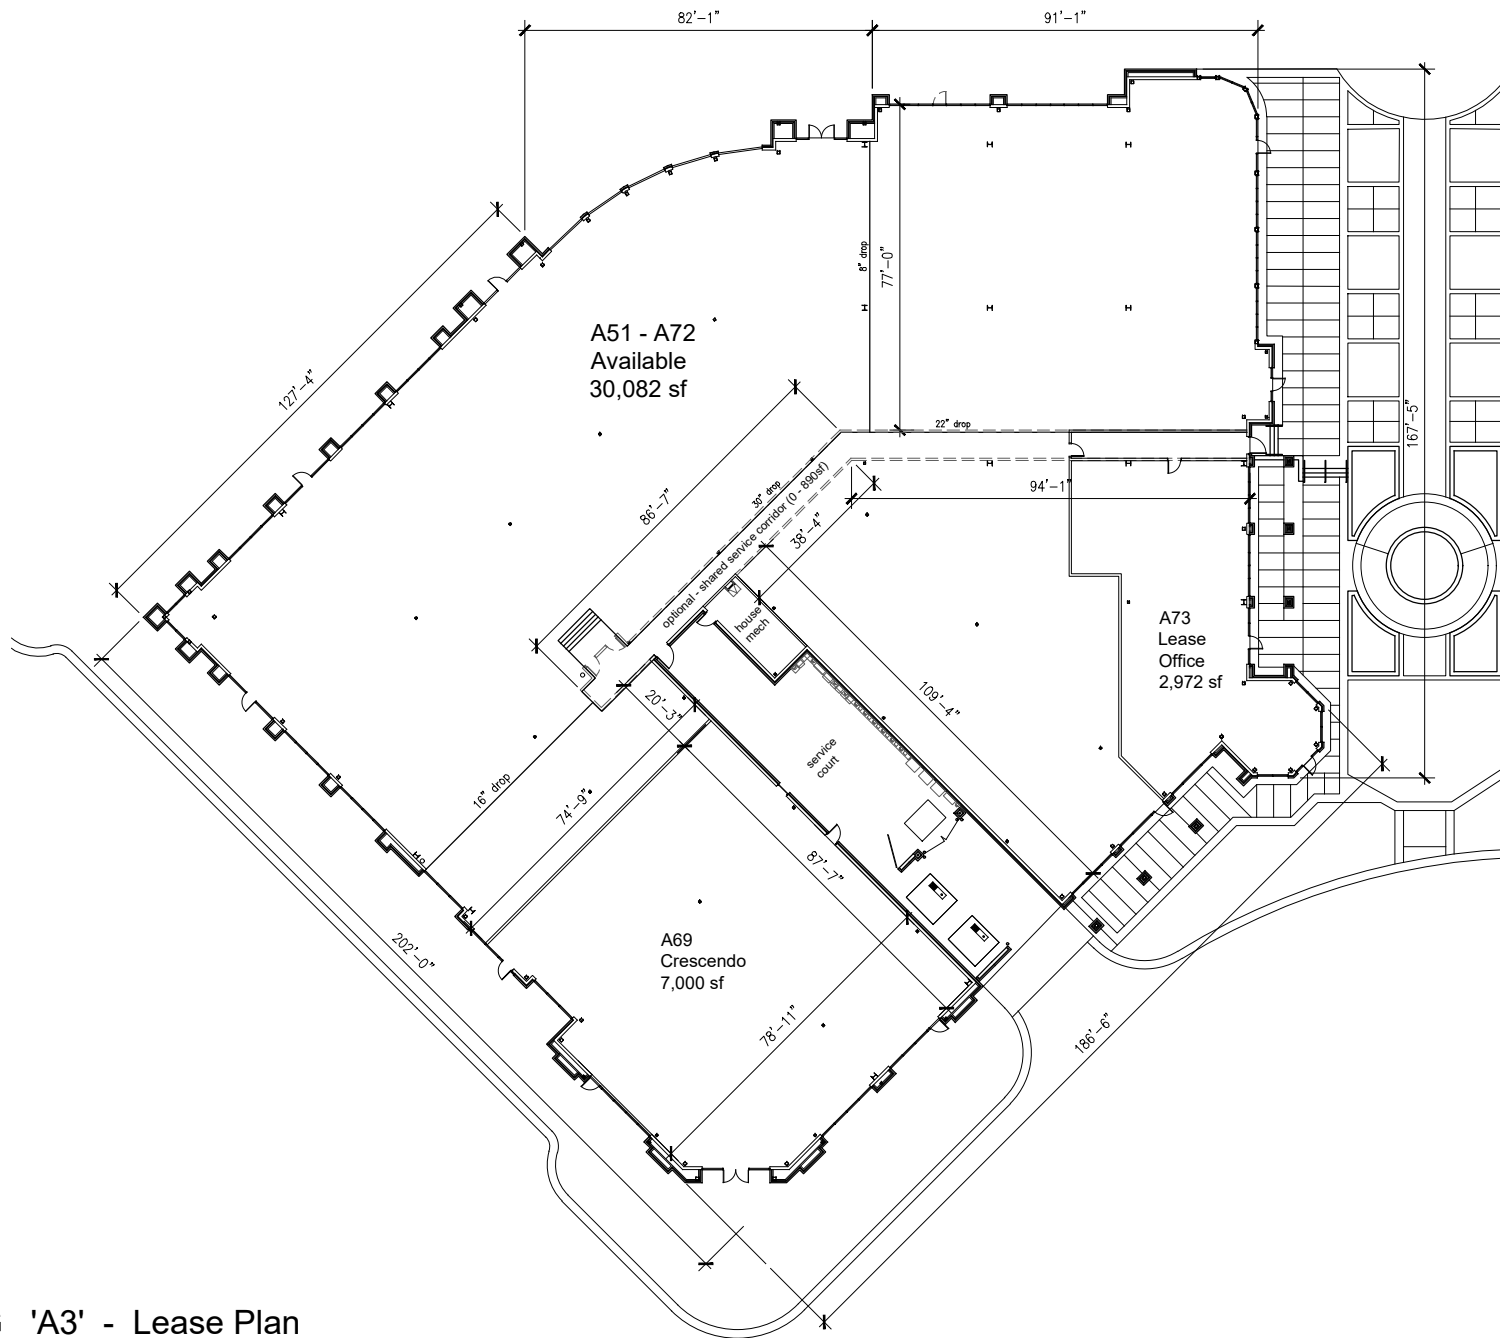 82'-1"
91'-1"
8" drop
77'-0"
127'-4"
A51 - A72
Available
30,082 sf
22" drop
167'-5"
86'-7"
30" drop
optional - shared service corridor (0 - 890sf)
38'-4"
94'-1"
house
mech
A73
Lease
Office
2,972 sf
20'-3"
109'-4"
service
court
16" drop
74'-9"
87'-7"
A69
Crescendo
7,000 sf
202'-0"
78'-11"
186'-6"
'A3' - Lease Plan